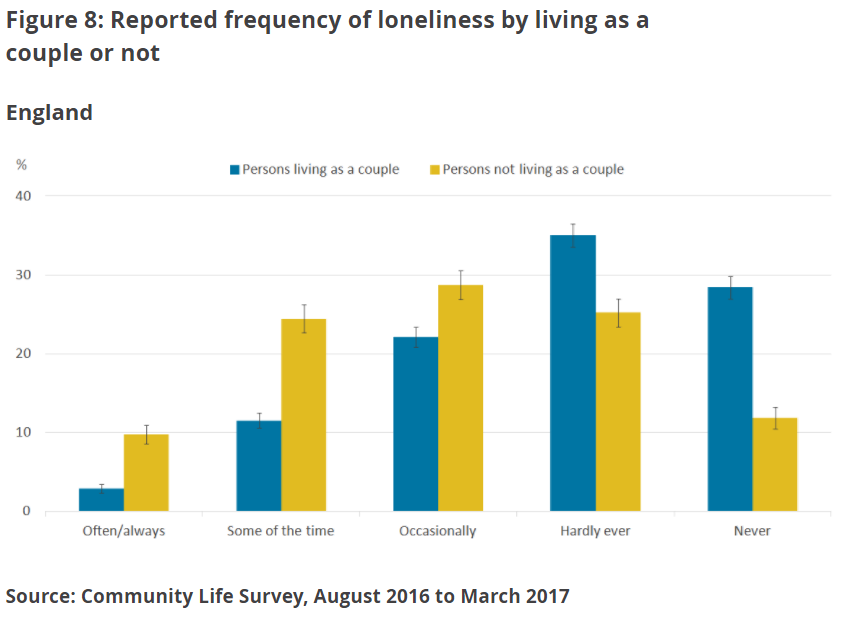 Figure 8: Reported frequency of loneliness by living as a
couple or not
England
%
Persons living as a couple
Persons not living as a couple
40
30
20
10
0
Often/always
Some of the time
Occasionally
Hardly ever
Never
Source: Community Life Survey, August 2016 to March 2017